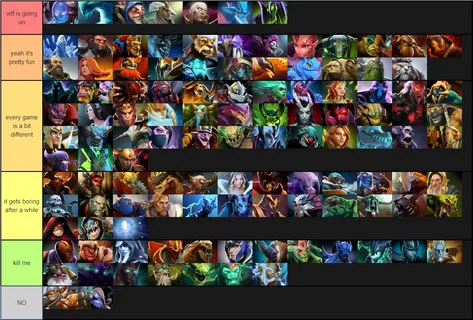 wtf is going
on
yeah it's
pretty fun
every game
is a bit
different
it gets boring
after a while
kill me
NO